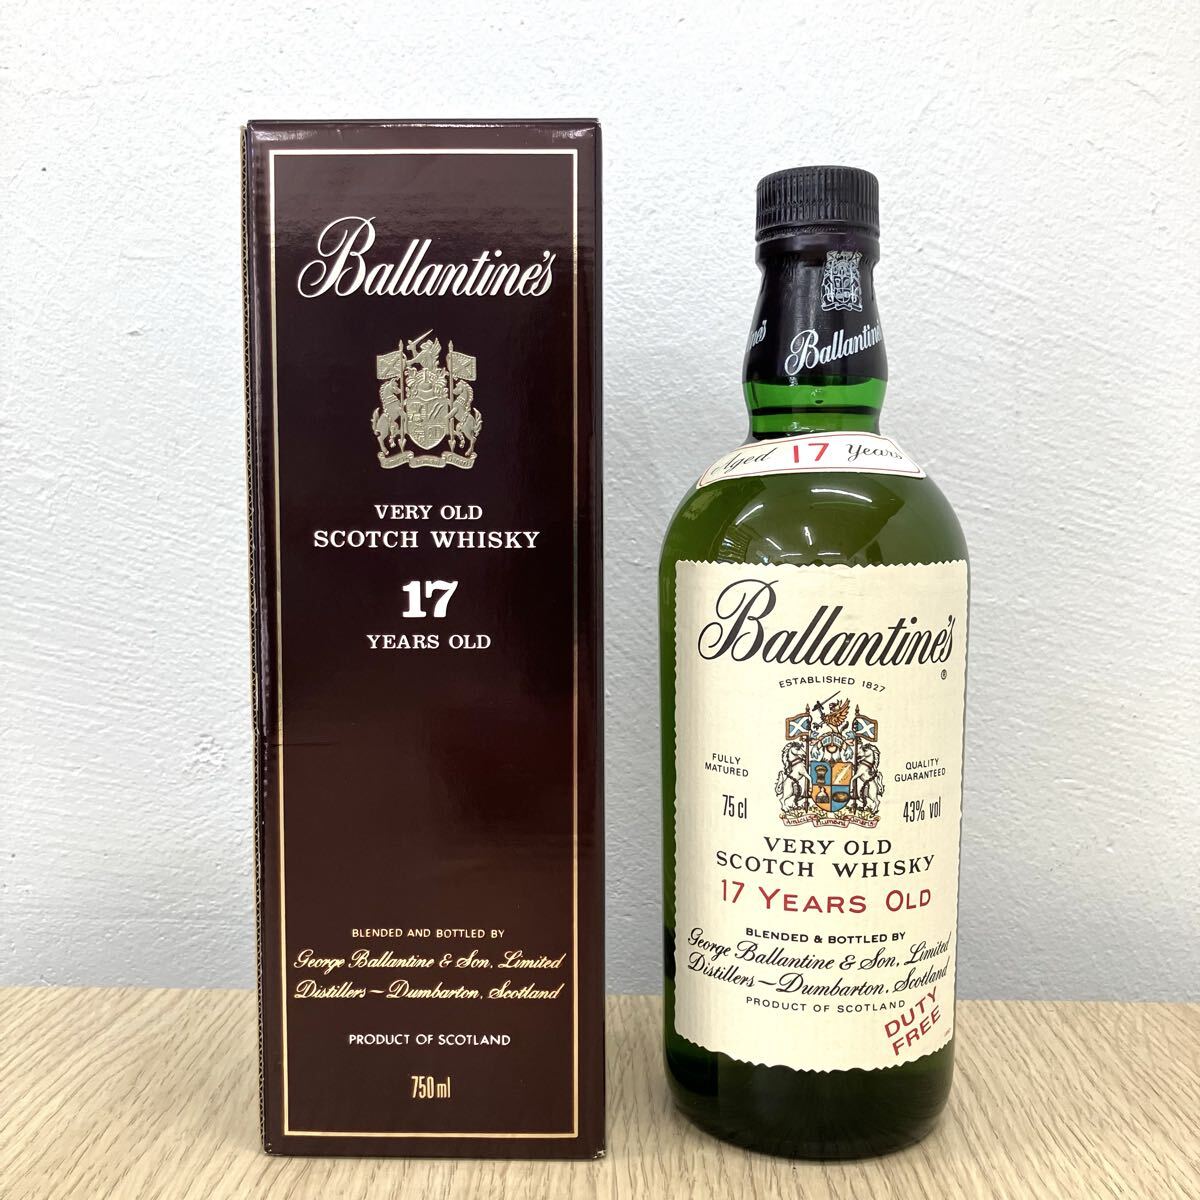 Ballantine's
VERY OLD
SCOTCH WHISKY
17
YEARS OLD
BLENDED AND BOTTLED BY
George Ballantine & Son, Limited
Distillers — Dumbarton, Scotland
PRODUCT OF SCOTLAND
750ml
Ballantine's
Aged 17 Years
Ballantine's
®
ESTABLISHED 1827
FULLY
MATURED
QUALITY
GUARANTEED
75cl
43% vol
VERY OLD
SCOTCH WHISKY
17 YEARS OLD
BLENDED & BOTTLED BY
George Ballantine & Son, Limited
Distillers — Dumbarton, Scotland
PRODUCT OF SCOTLAND
DUTY
FREE